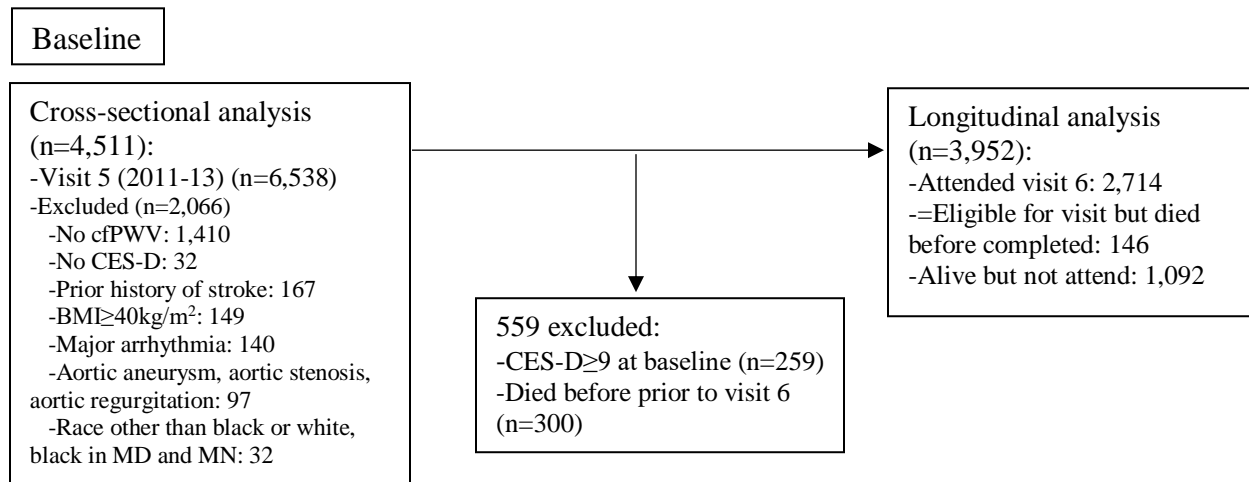 Baseline
Cross-sectional analysis
(n=4,511):
-Visit 5 (2011-13) (n=6,538)
-Excluded (n=2,066)
-No cfPWV: 1,410
-No CES-D: 32
-Prior history of stroke: 167
-BMI≥40kg/m²: 149
-Major arrhythmia: 140
-Aortic aneurysm, aortic stenosis,
aortic regurgitation: 97
-Race other than black or white,
black in MD and MN: 32
559 excluded:
-CES-D≥9 at baseline (n=259)
-Died before prior to visit 6
(n=300)
Longitudinal analysis
(n=3,952):
-Attended visit 6: 2,714
-=Eligible for visit but died
before completed: 146
-Alive but not attend: 1,092